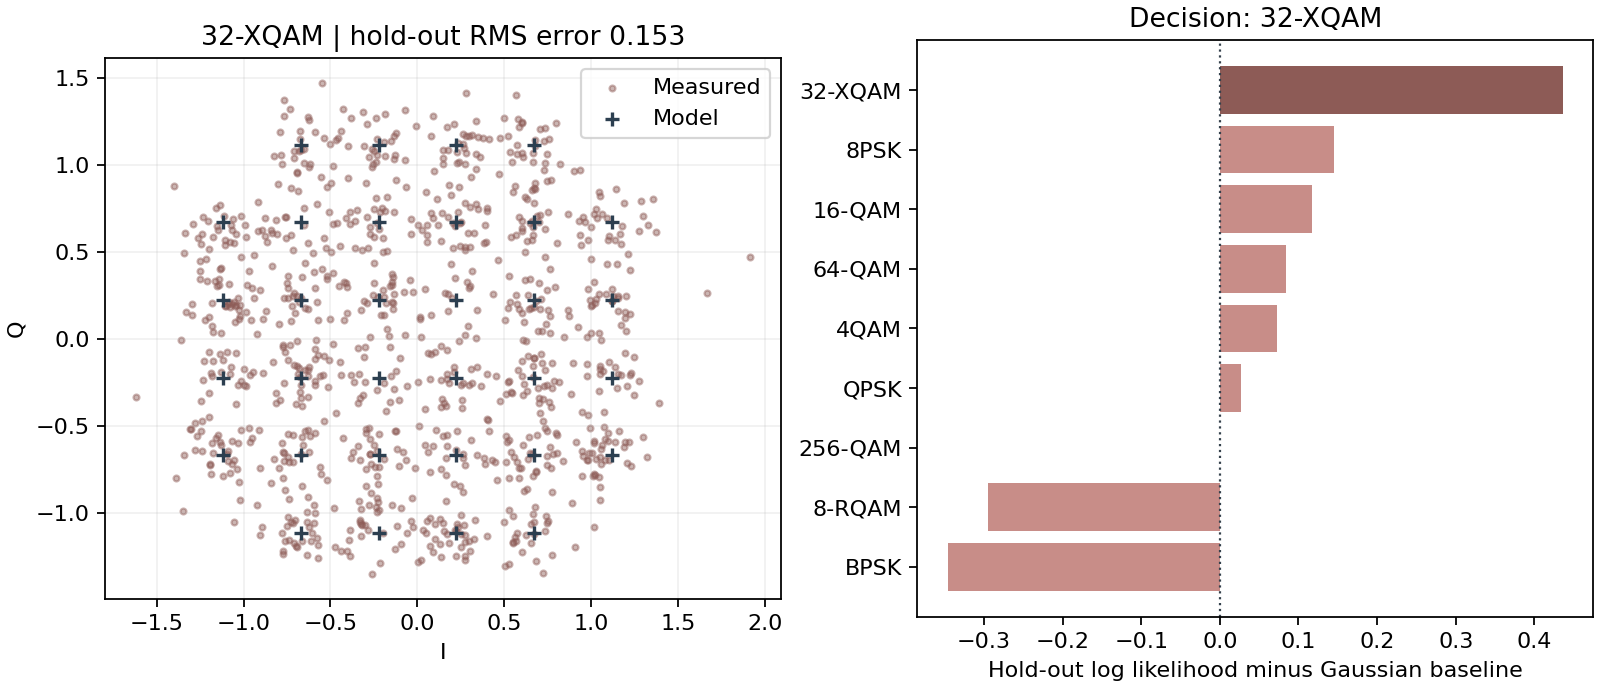 32-XQAM | hold-out RMS error 0.153
Measured
Model
1.5
1.0
0.5
0.0
−0.5
−1.0
Q
−1.5
−1.0
−0.5
0.0
0.5
1.0
1.5
2.0
I
Decision: 32-XQAM
32-XQAM
8PSK
16-QAM
64-QAM
4QAM
QPSK
256-QAM
8-RQAM
BPSK
−0.3
−0.2
−0.1
0.0
0.1
0.2
0.3
0.4
Hold-out log likelihood minus Gaussian baseline